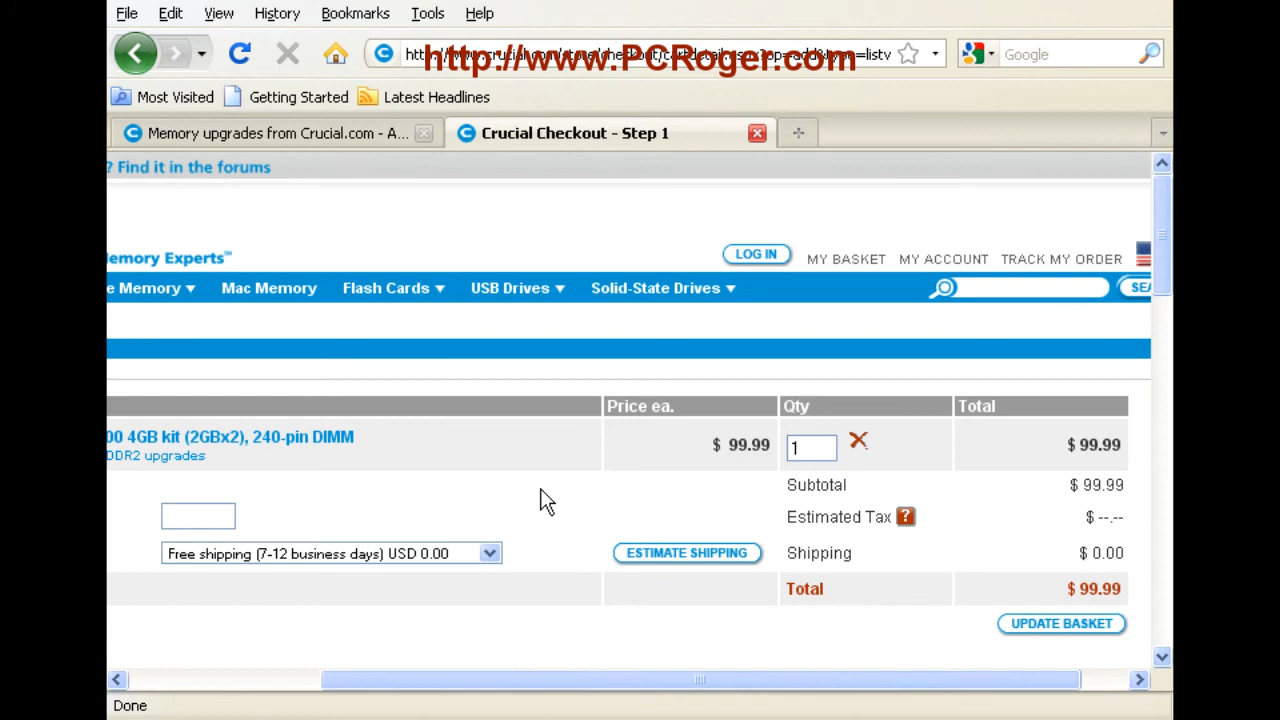 File Edit View History Bookmarks Tools Help
http://www.PCRoger.com
Google
Most Visited Getting Started Latest Headlines
Memory upgrades from Crucial.com - A... Crucial Checkout - Step 1
? Find it in the forums
emory Experts™ LOG IN MY BASKET MY ACCOUNT TRACK MY ORDER
e Memory Mac Memory Flash Cards USB Drives Solid-State Drives SEA
Price ea. Qty Total
00 4GB kit (2GBx2), 240-pin DIMM $ 99.99 1 $ 99.99
DDR2 upgrades
Subtotal $ 99.99
Estimated Tax ? $ --.--
Free shipping (7-12 business days) USD 0.00 ESTIMATE SHIPPING Shipping $ 0.00
Total $ 99.99
UPDATE BASKET
Done